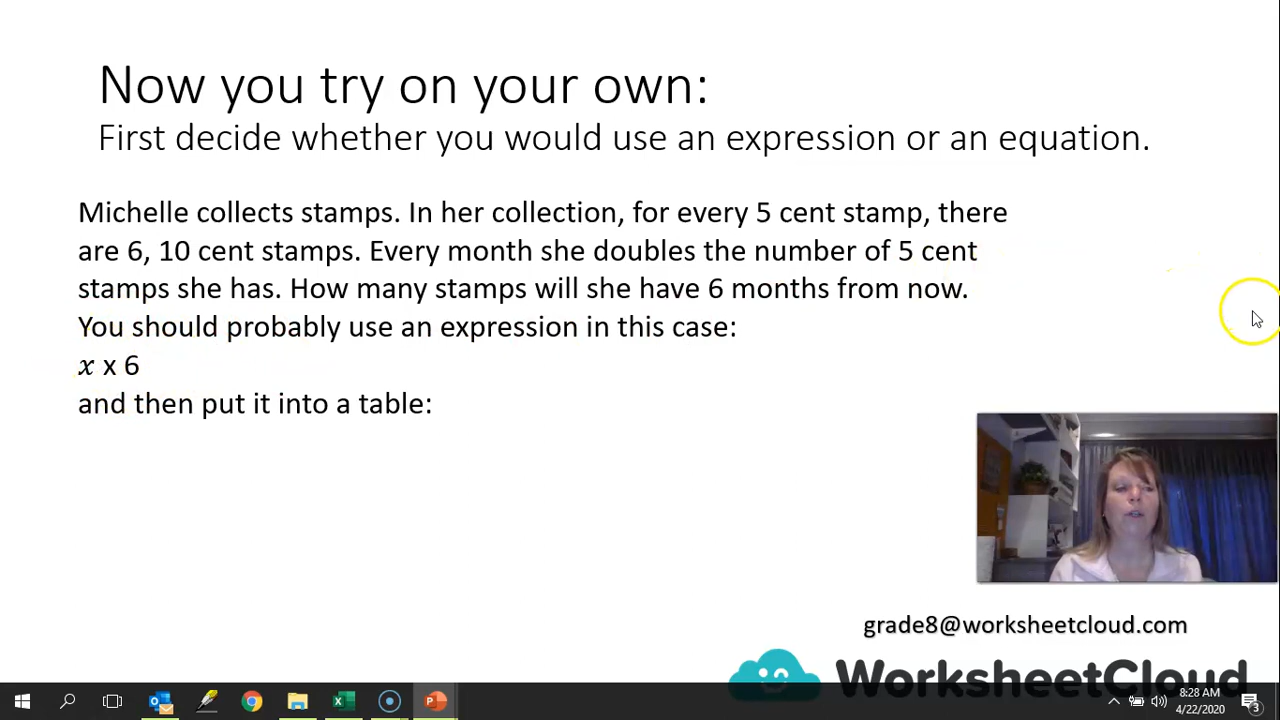 Now you try on your own:
First decide whether you would use an expression or an equation.
Michelle collects stamps. In her collection, for every 5 cent stamp, there
are 6, 10 cent stamps. Every month she doubles the number of 5 cent
stamps she has. How many stamps will she have 6 months from now.
You should probably use an expression in this case:
𝑥 x 6
and then put it into a table:
grade8@worksheetcloud.com
WorksheetCloud
8:28 AM
4/22/2020
3